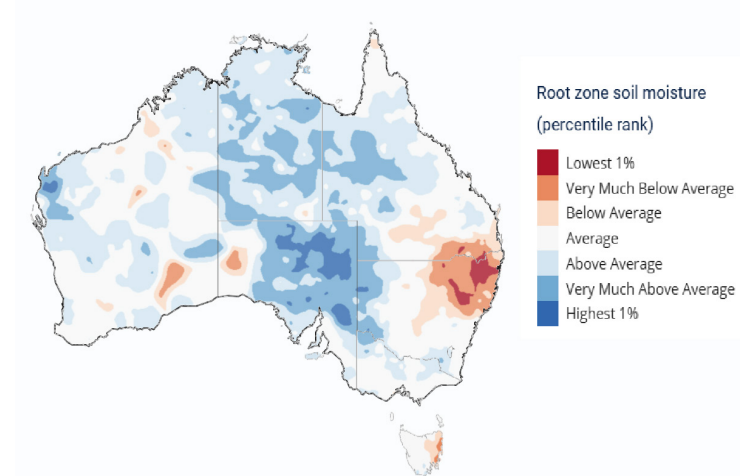 Root zone soil moisture
(percentile rank)
Lowest 1%
Very Much Below Average
Below Average
Average
Above Average
Very Much Above Average
Highest 1%